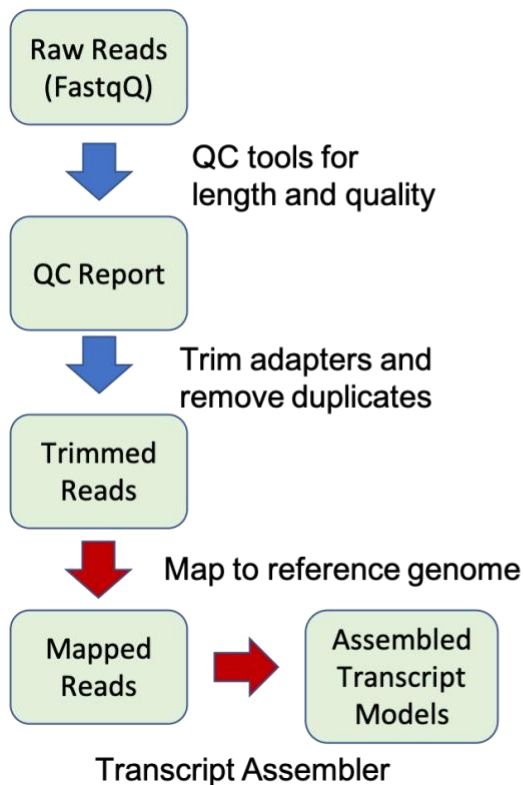 Raw Reads
(FastqQ)
QC tools for
length and quality
QC Report
Trim adapters and
remove duplicates
Trimmed
Reads
Map to reference genome
Mapped
Reads
Assembled
Transcript
Models
Transcript Assembler